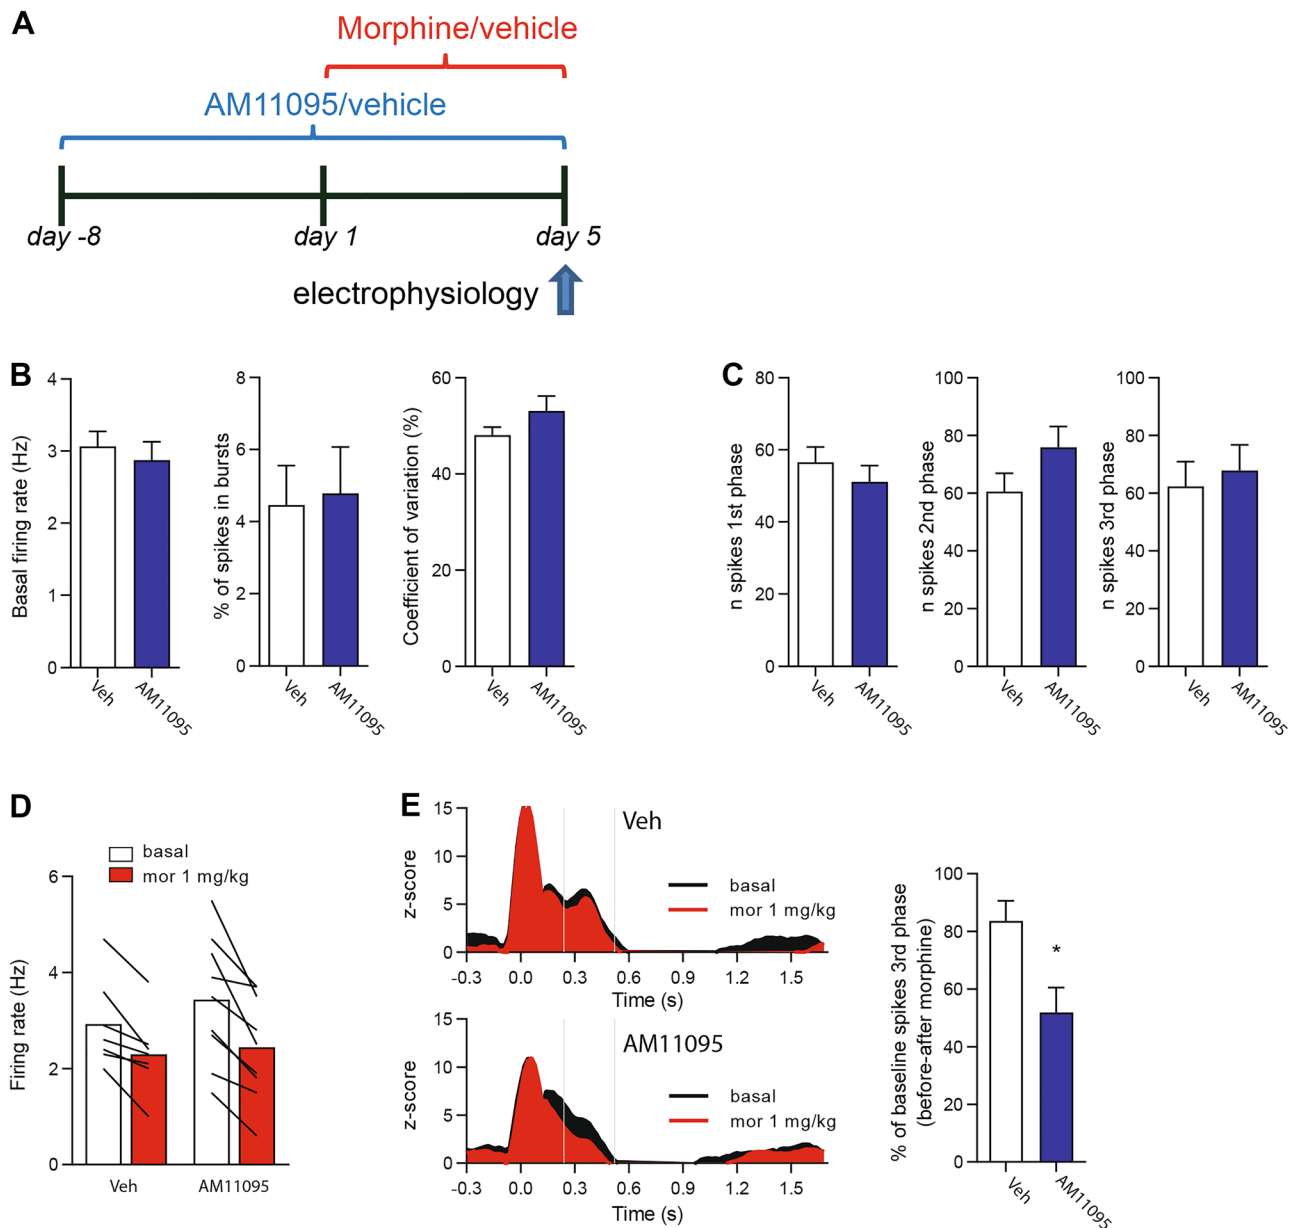 A
Morphine/vehicle
AM11095/vehicle
day -8
day 1
day 5
electrophysiology
B
4
3
2
1
0
Basal firing rate (Hz)
Veh
AM11095
8
6
4
2
0
% of spikes in bursts
Veh
AM11095
60
40
20
0
Coefficient of variation (%)
Veh
AM11095
C
80
60
40
20
0
n spikes 1st phase
Veh
AM11095
100
80
60
40
20
0
n spikes 2nd phase
Veh
AM11095
100
80
60
40
20
0
n spikes 3rd phase
Veh
AM11095
D
basal
mor 1 mg/kg
6
4
2
0
Firing rate (Hz)
Veh
AM11095
E
15
10
5
0
z-score
Veh
basal
mor 1 mg/kg
-0.3 0.0 0.3 0.6 0.9 1.2 1.5
Time (s)
15
10
5
0
z-score
AM11095
basal
mor 1 mg/kg
-0.3 0.0 0.3 0.6 0.9 1.2 1.5
Time (s)
100
80
60
40
20
0
% of baseline spikes 3rd phase
(before-after morphine)
*
Veh
AM11095